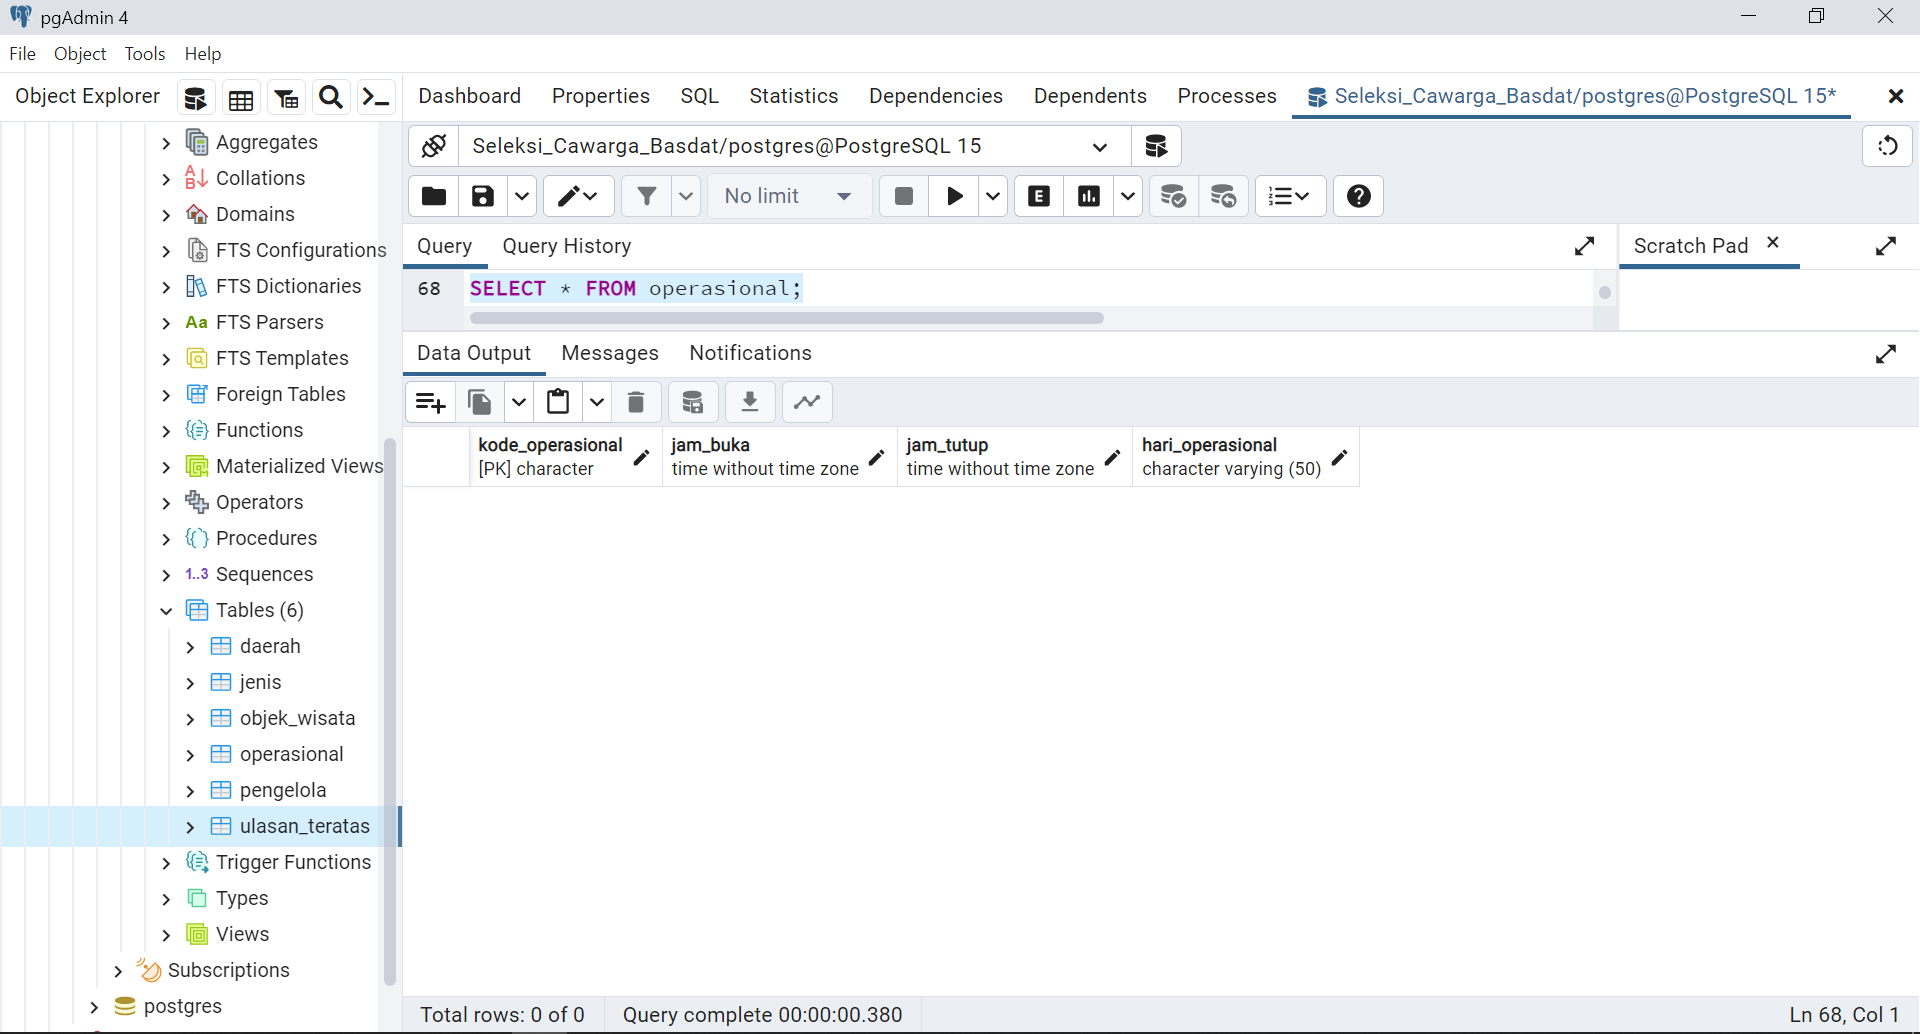 pgAdmin 4
File Object Tools Help
Object Explorer
Dashboard Properties SQL Statistics Dependencies Dependents Processes Seleksi_Cawarga_Basdat/postgres@PostgreSQL 15*
Aggregates
Collations
Domains
FTS Configurations
FTS Dictionaries
Aa FTS Parsers
FTS Templates
Foreign Tables
Functions
Materialized Views
Operators
Procedures
1..3 Sequences
Tables (6)
daerah
jenis
objek_wisata
operasional
pengelola
ulasan_teratas
Trigger Functions
Types
Views
Subscriptions
postgres
Seleksi_Cawarga_Basdat/postgres@PostgreSQL 15
No limit
E
Query Query History
Scratch Pad
68 SELECT * FROM operasional;
Data Output Messages Notifications
kode_operasional
[PK] character
jam_buka
time without time zone
jam_tutup
time without time zone
hari_operasional
character varying (50)
Total rows: 0 of 0 Query complete 00:00:00.380 Ln 68, Col 1